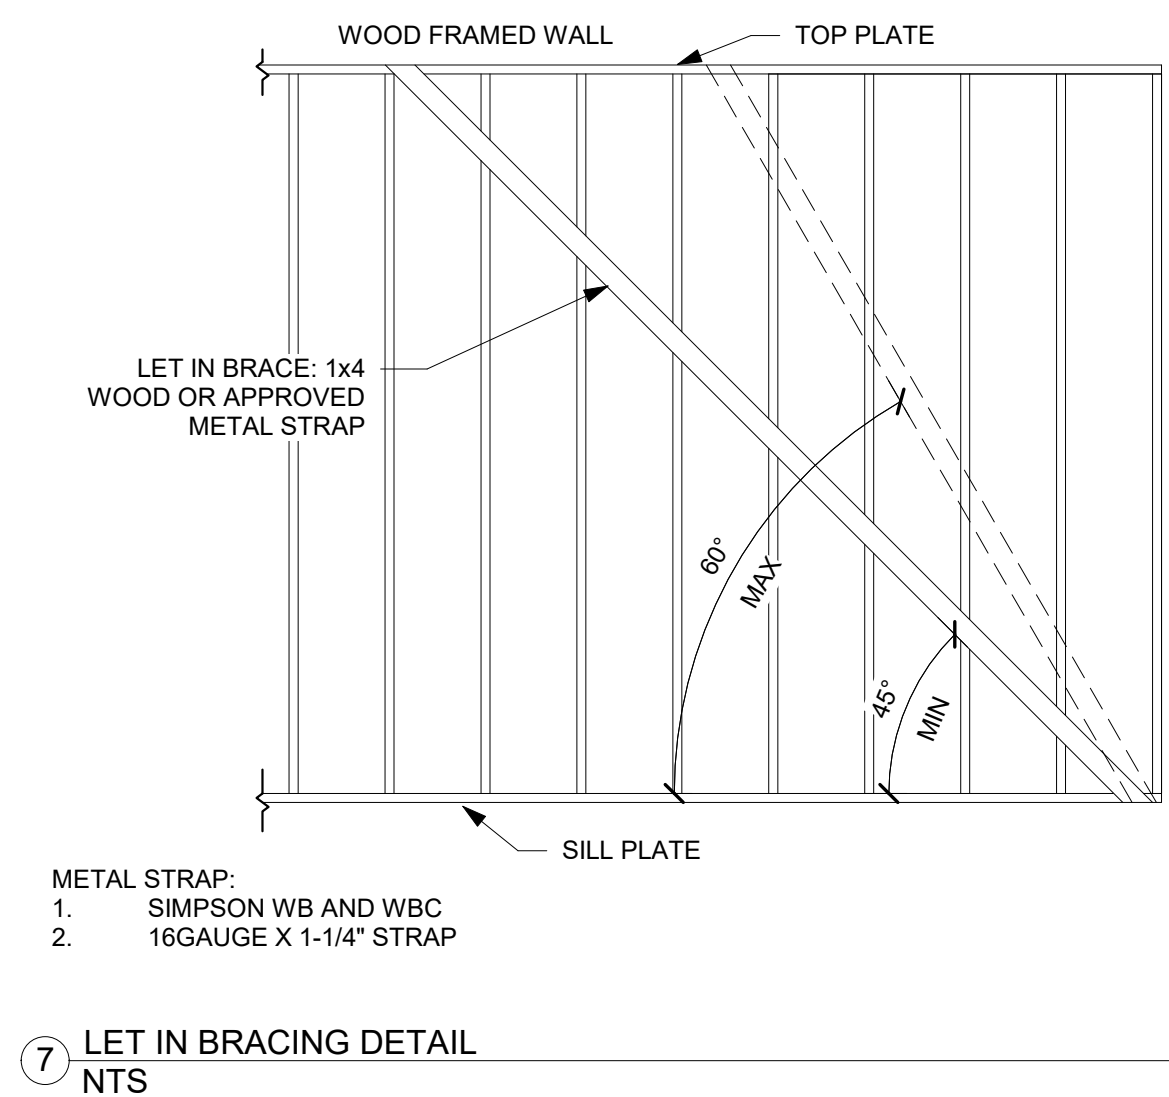 WOOD FRAMED WALL
TOP PLATE
LET IN BRACE: 1x4
WOOD OR APPROVED
METAL STRAP
60°
MAX
45°
MIN
SILL PLATE
METAL STRAP:
1. SIMPSON WB AND WBC
2. 16GAUGE X 1-1/4" STRAP
7 LET IN BRACING DETAIL
NTS